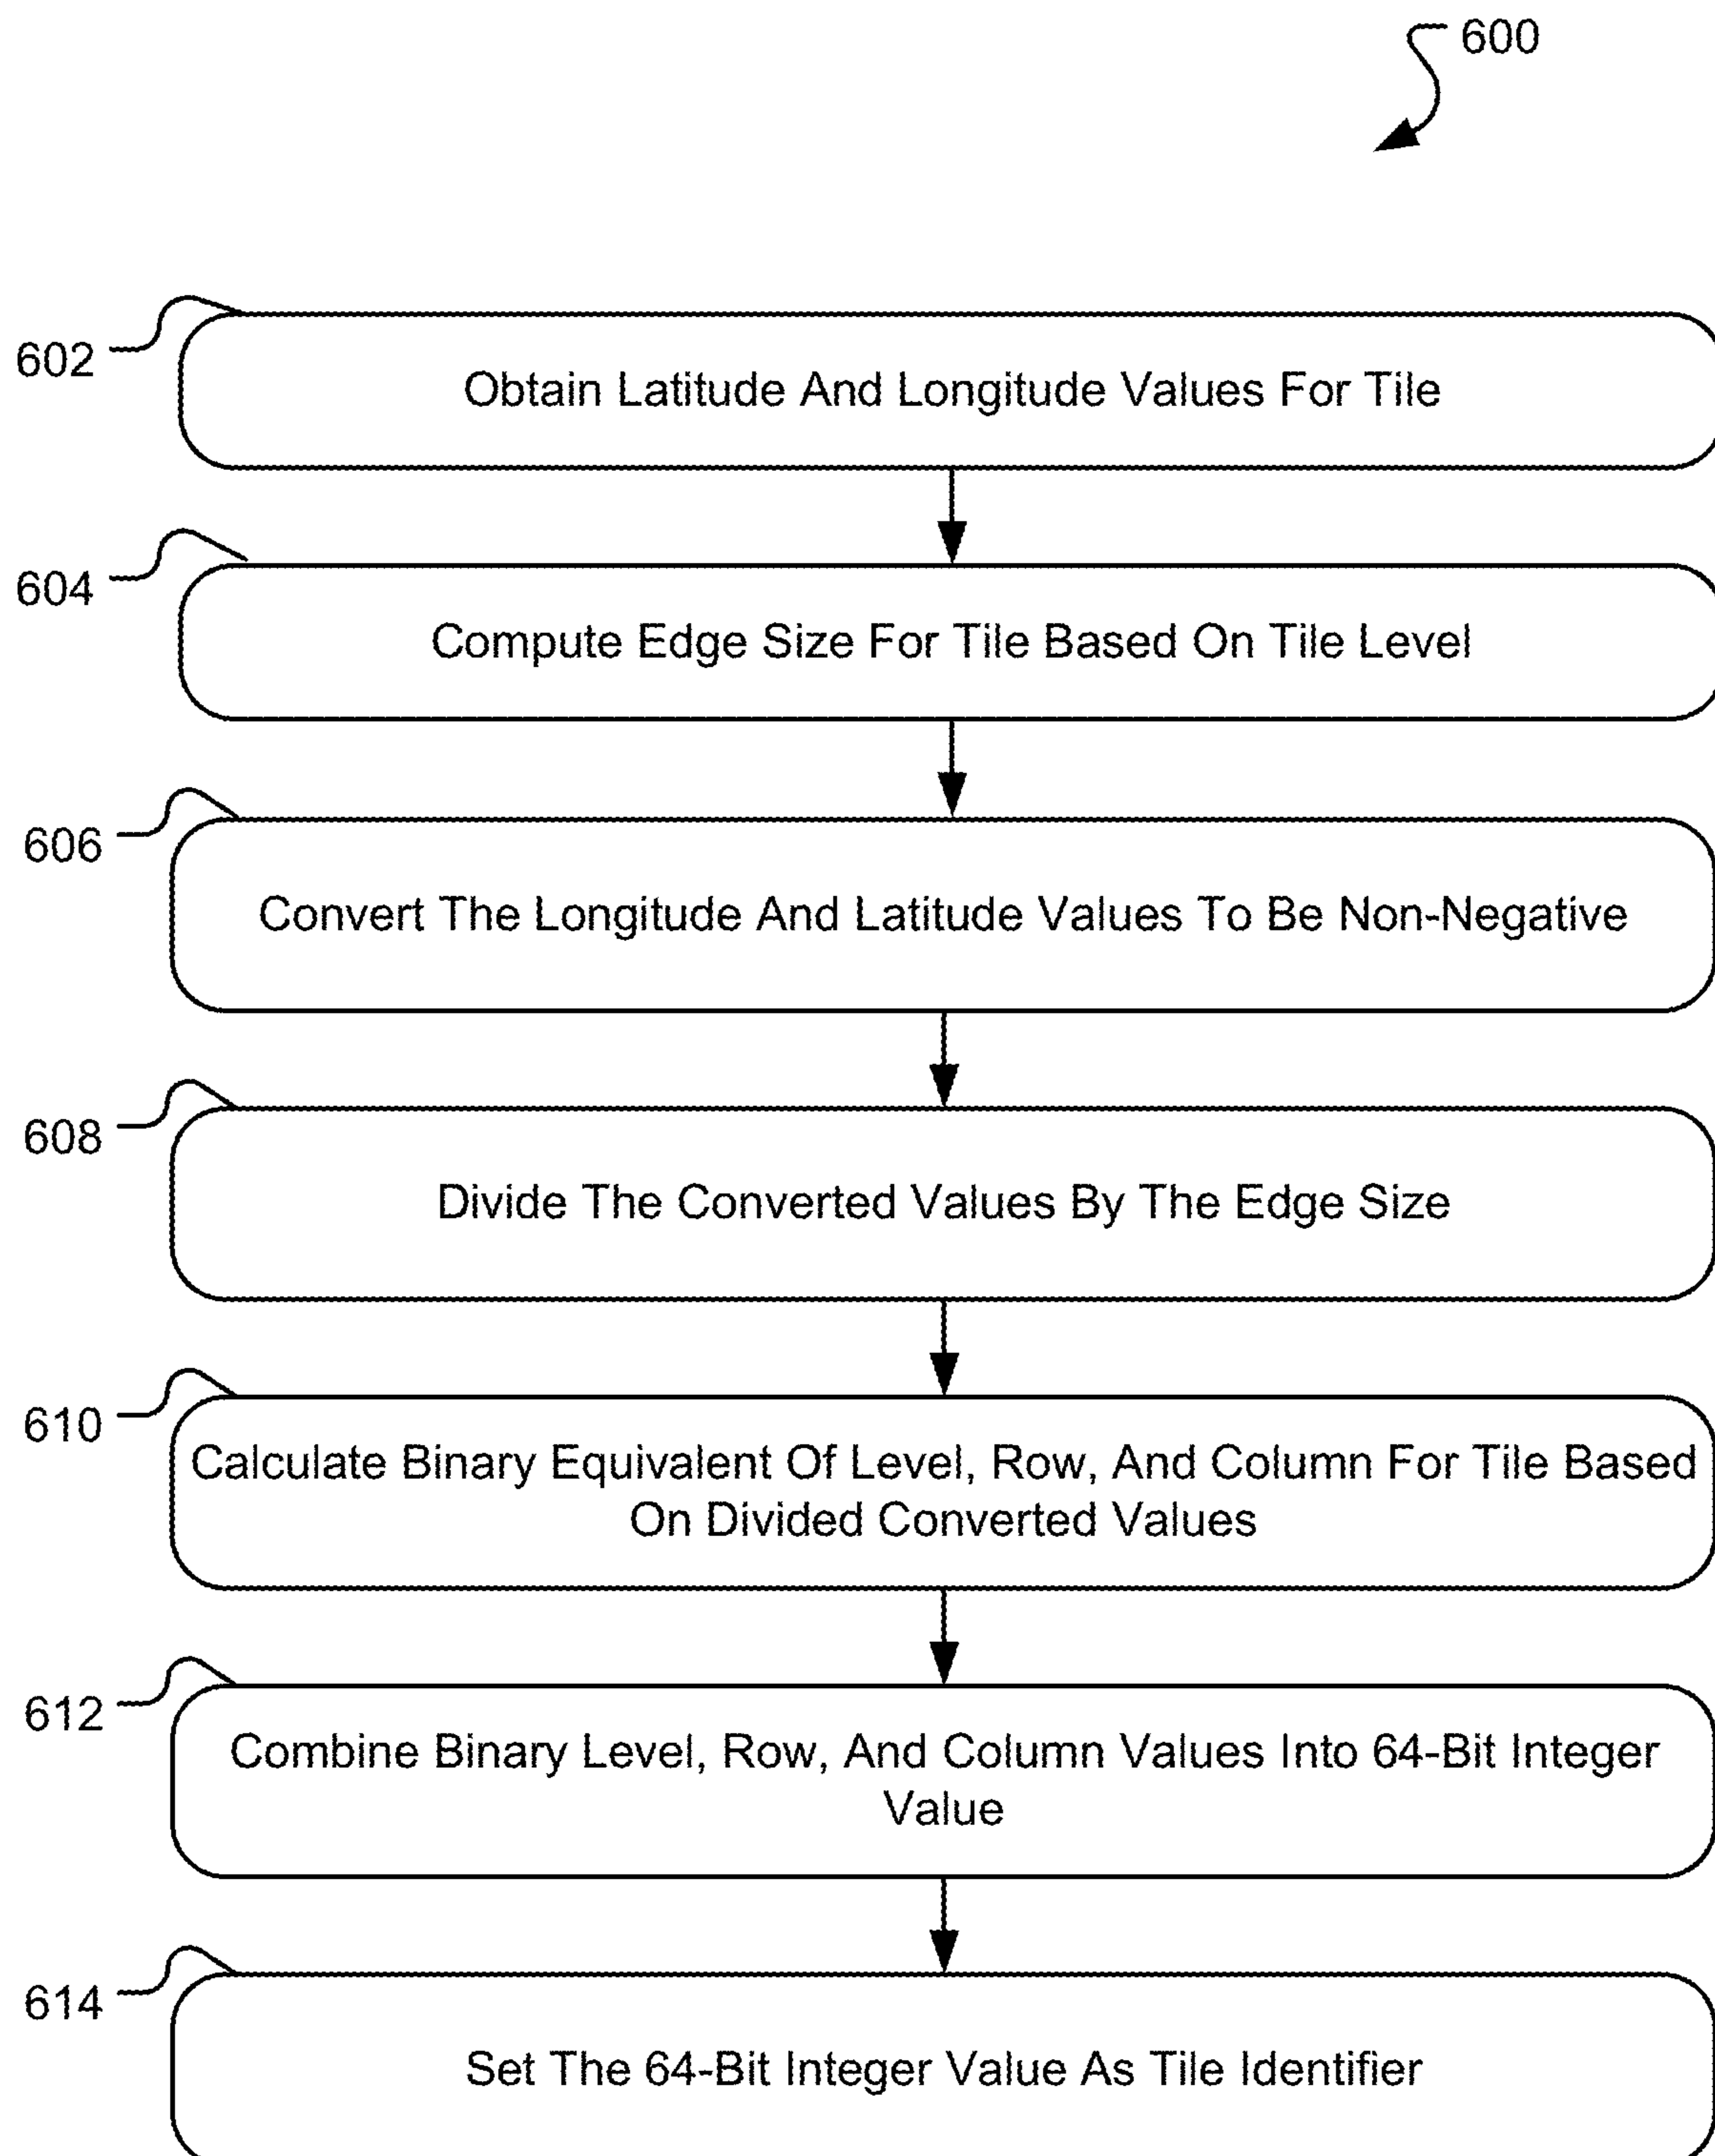 600
602
Obtain Latitude And Longitude Values For Tile
604
Compute Edge Size For Tile Based On Tile Level
606
Convert The Longitude And Latitude Values To Be Non-Negative
608
Divide The Converted Values By The Edge Size
610
Calculate Binary Equivalent Of Level, Row, And Column For Tile Based
On Divided Converted Values
612
Combine Binary Level, Row, And Column Values Into 64-Bit Integer
Value
614
Set The 64-Bit Integer Value As Tile Identifier